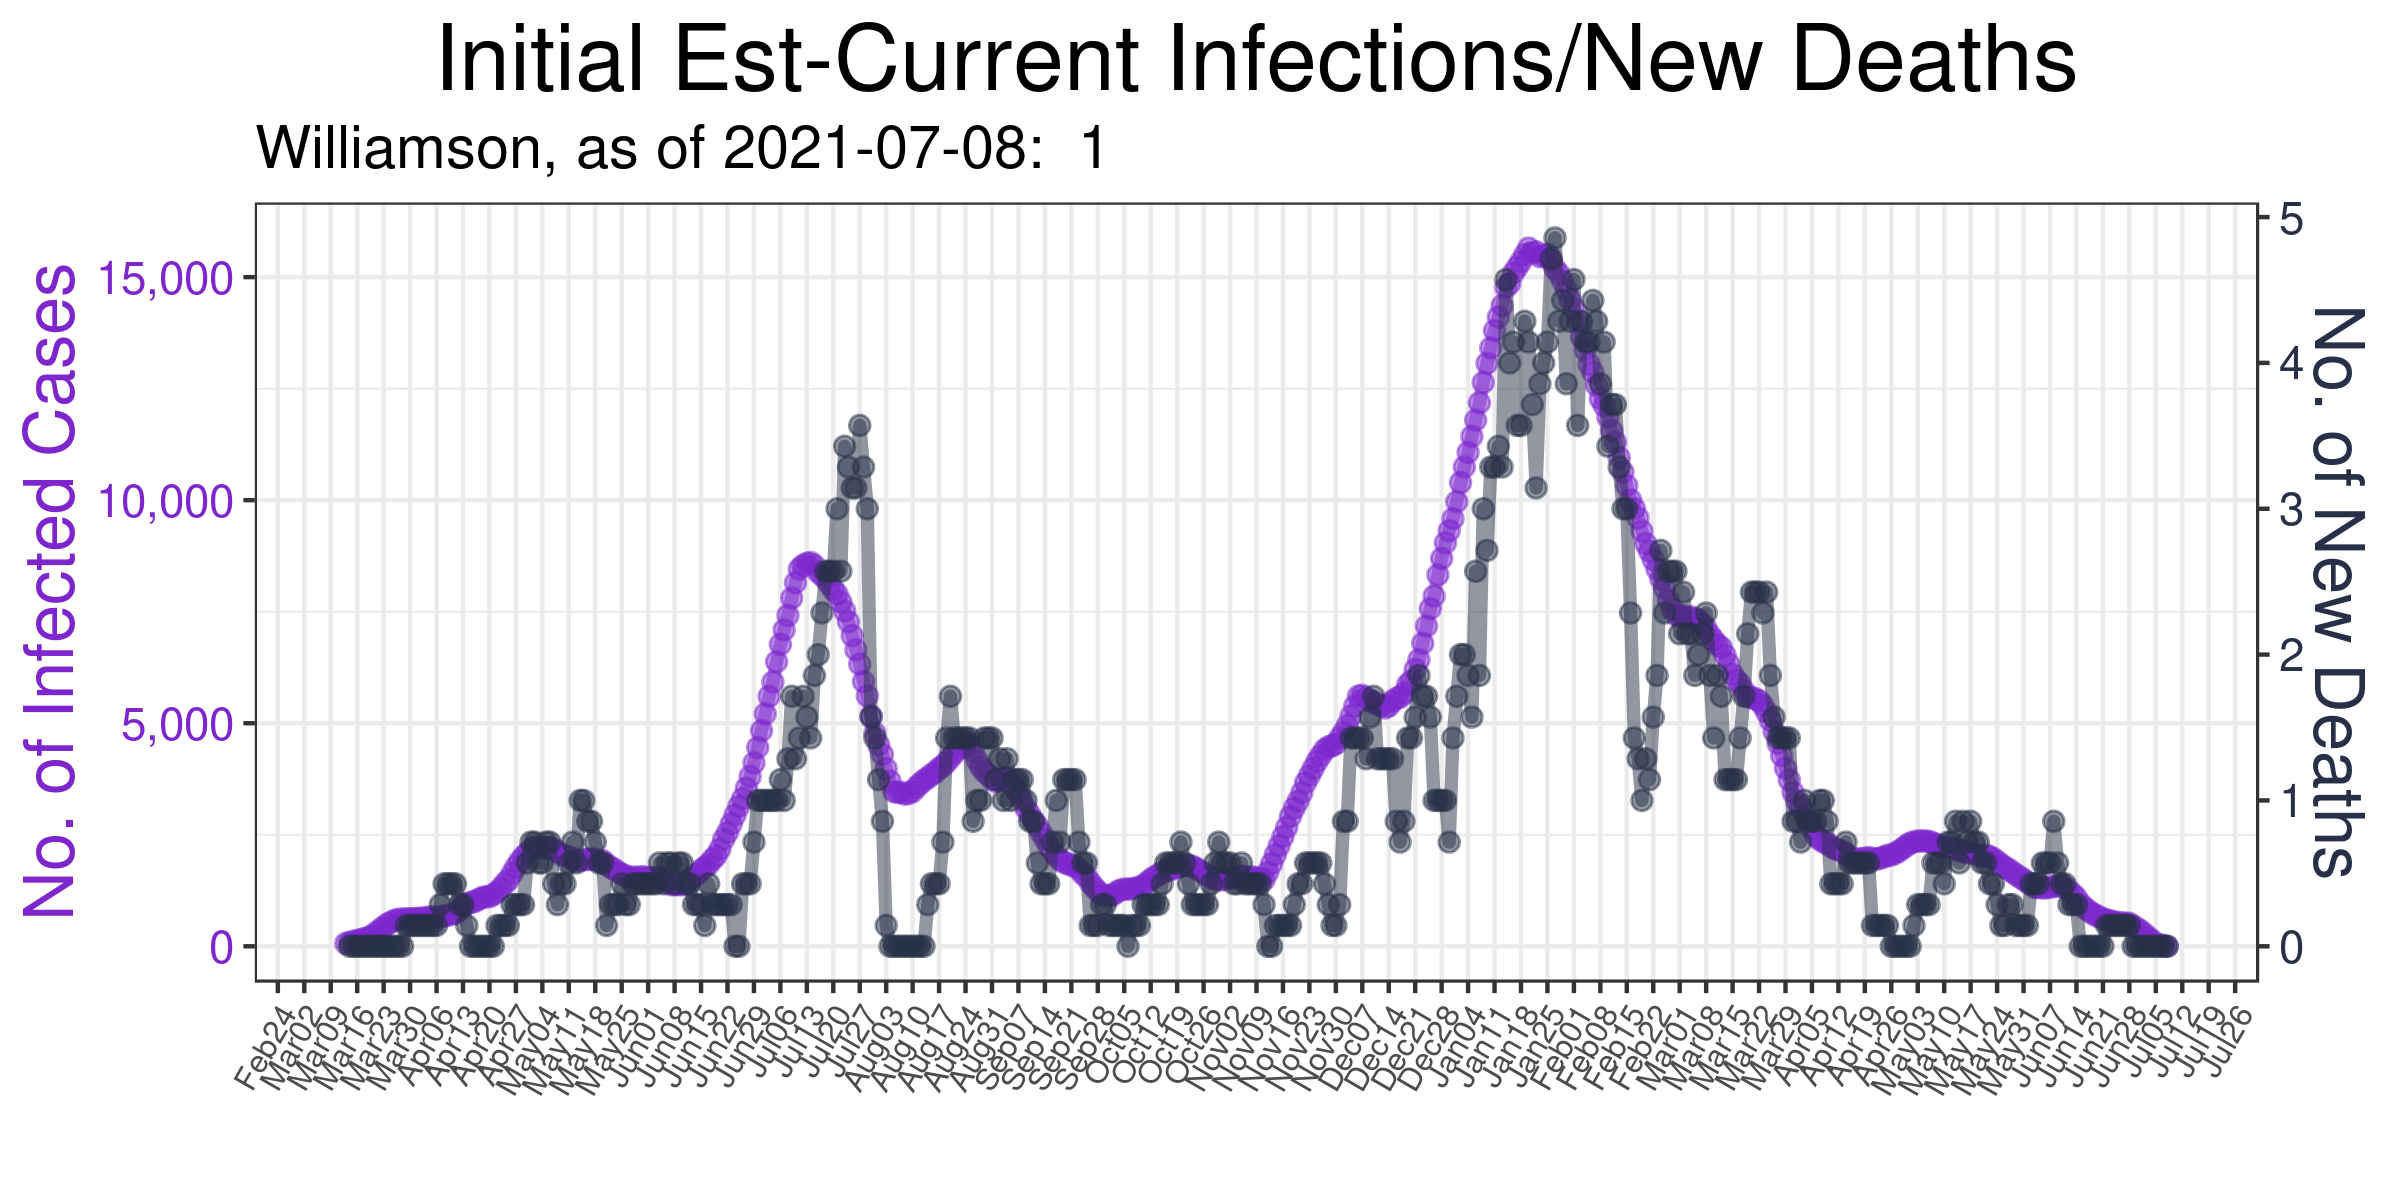 Initial Est-Current Infections/New Deaths
Williamson, as of 2021-07-08:  1
No. of Infected Cases
15,000
10,000
5,000
0
5
4
3
2
1
0
No. of New Deaths
Feb24
Mar02
Mar09
Mar16
Mar23
Mar30
Apr06
Apr13
Apr20
Apr27
May04
May11
May18
May25
Jun01
Jun08
Jun15
Jun22
Jun29
Jul06
Jul13
Jul20
Jul27
Aug03
Aug10
Aug17
Aug24
Aug31
Sep07
Sep14
Sep21
Sep28
Oct05
Oct12
Oct19
Oct26
Nov02
Nov09
Nov16
Nov23
Nov30
Dec07
Dec14
Dec21
Dec28
Jan04
Jan11
Jan18
Jan25
Feb01
Feb08
Feb15
Feb22
Mar01
Mar08
Mar15
Mar22
Mar29
Apr05
Apr12
Apr19
Apr26
May03
May10
May17
May24
May31
Jun07
Jun14
Jun21
Jun28
Jul05
Jul12
Jul19
Jul26